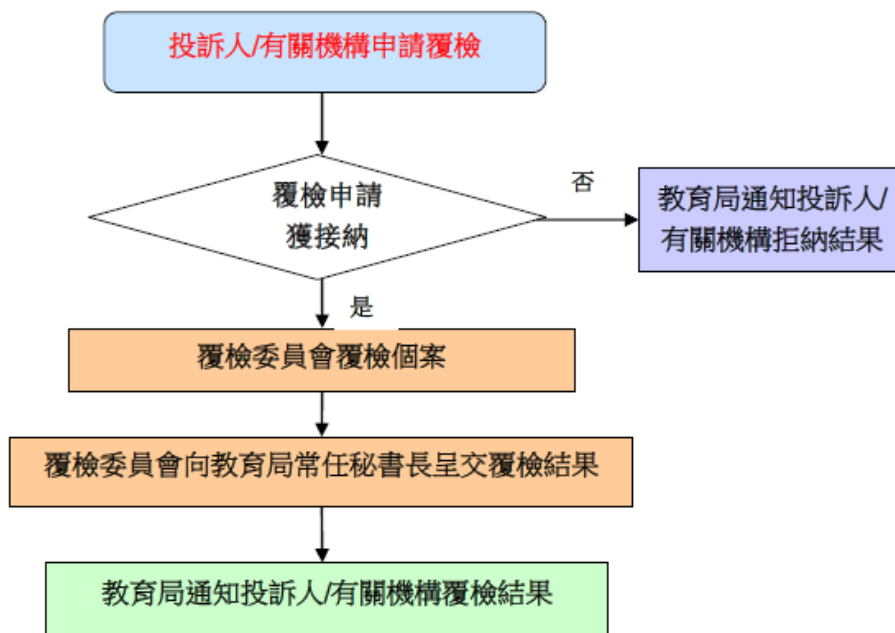 投訴人/有關機構申請覆檢
覆檢申請
獲接納
否
教育局通知投訴人/
有關機構拒納結果
是
覆檢委員會覆檢個案
覆檢委員會向教育局常任秘書長呈交覆檢結果
教育局通知投訴人/有關機構覆檢結果